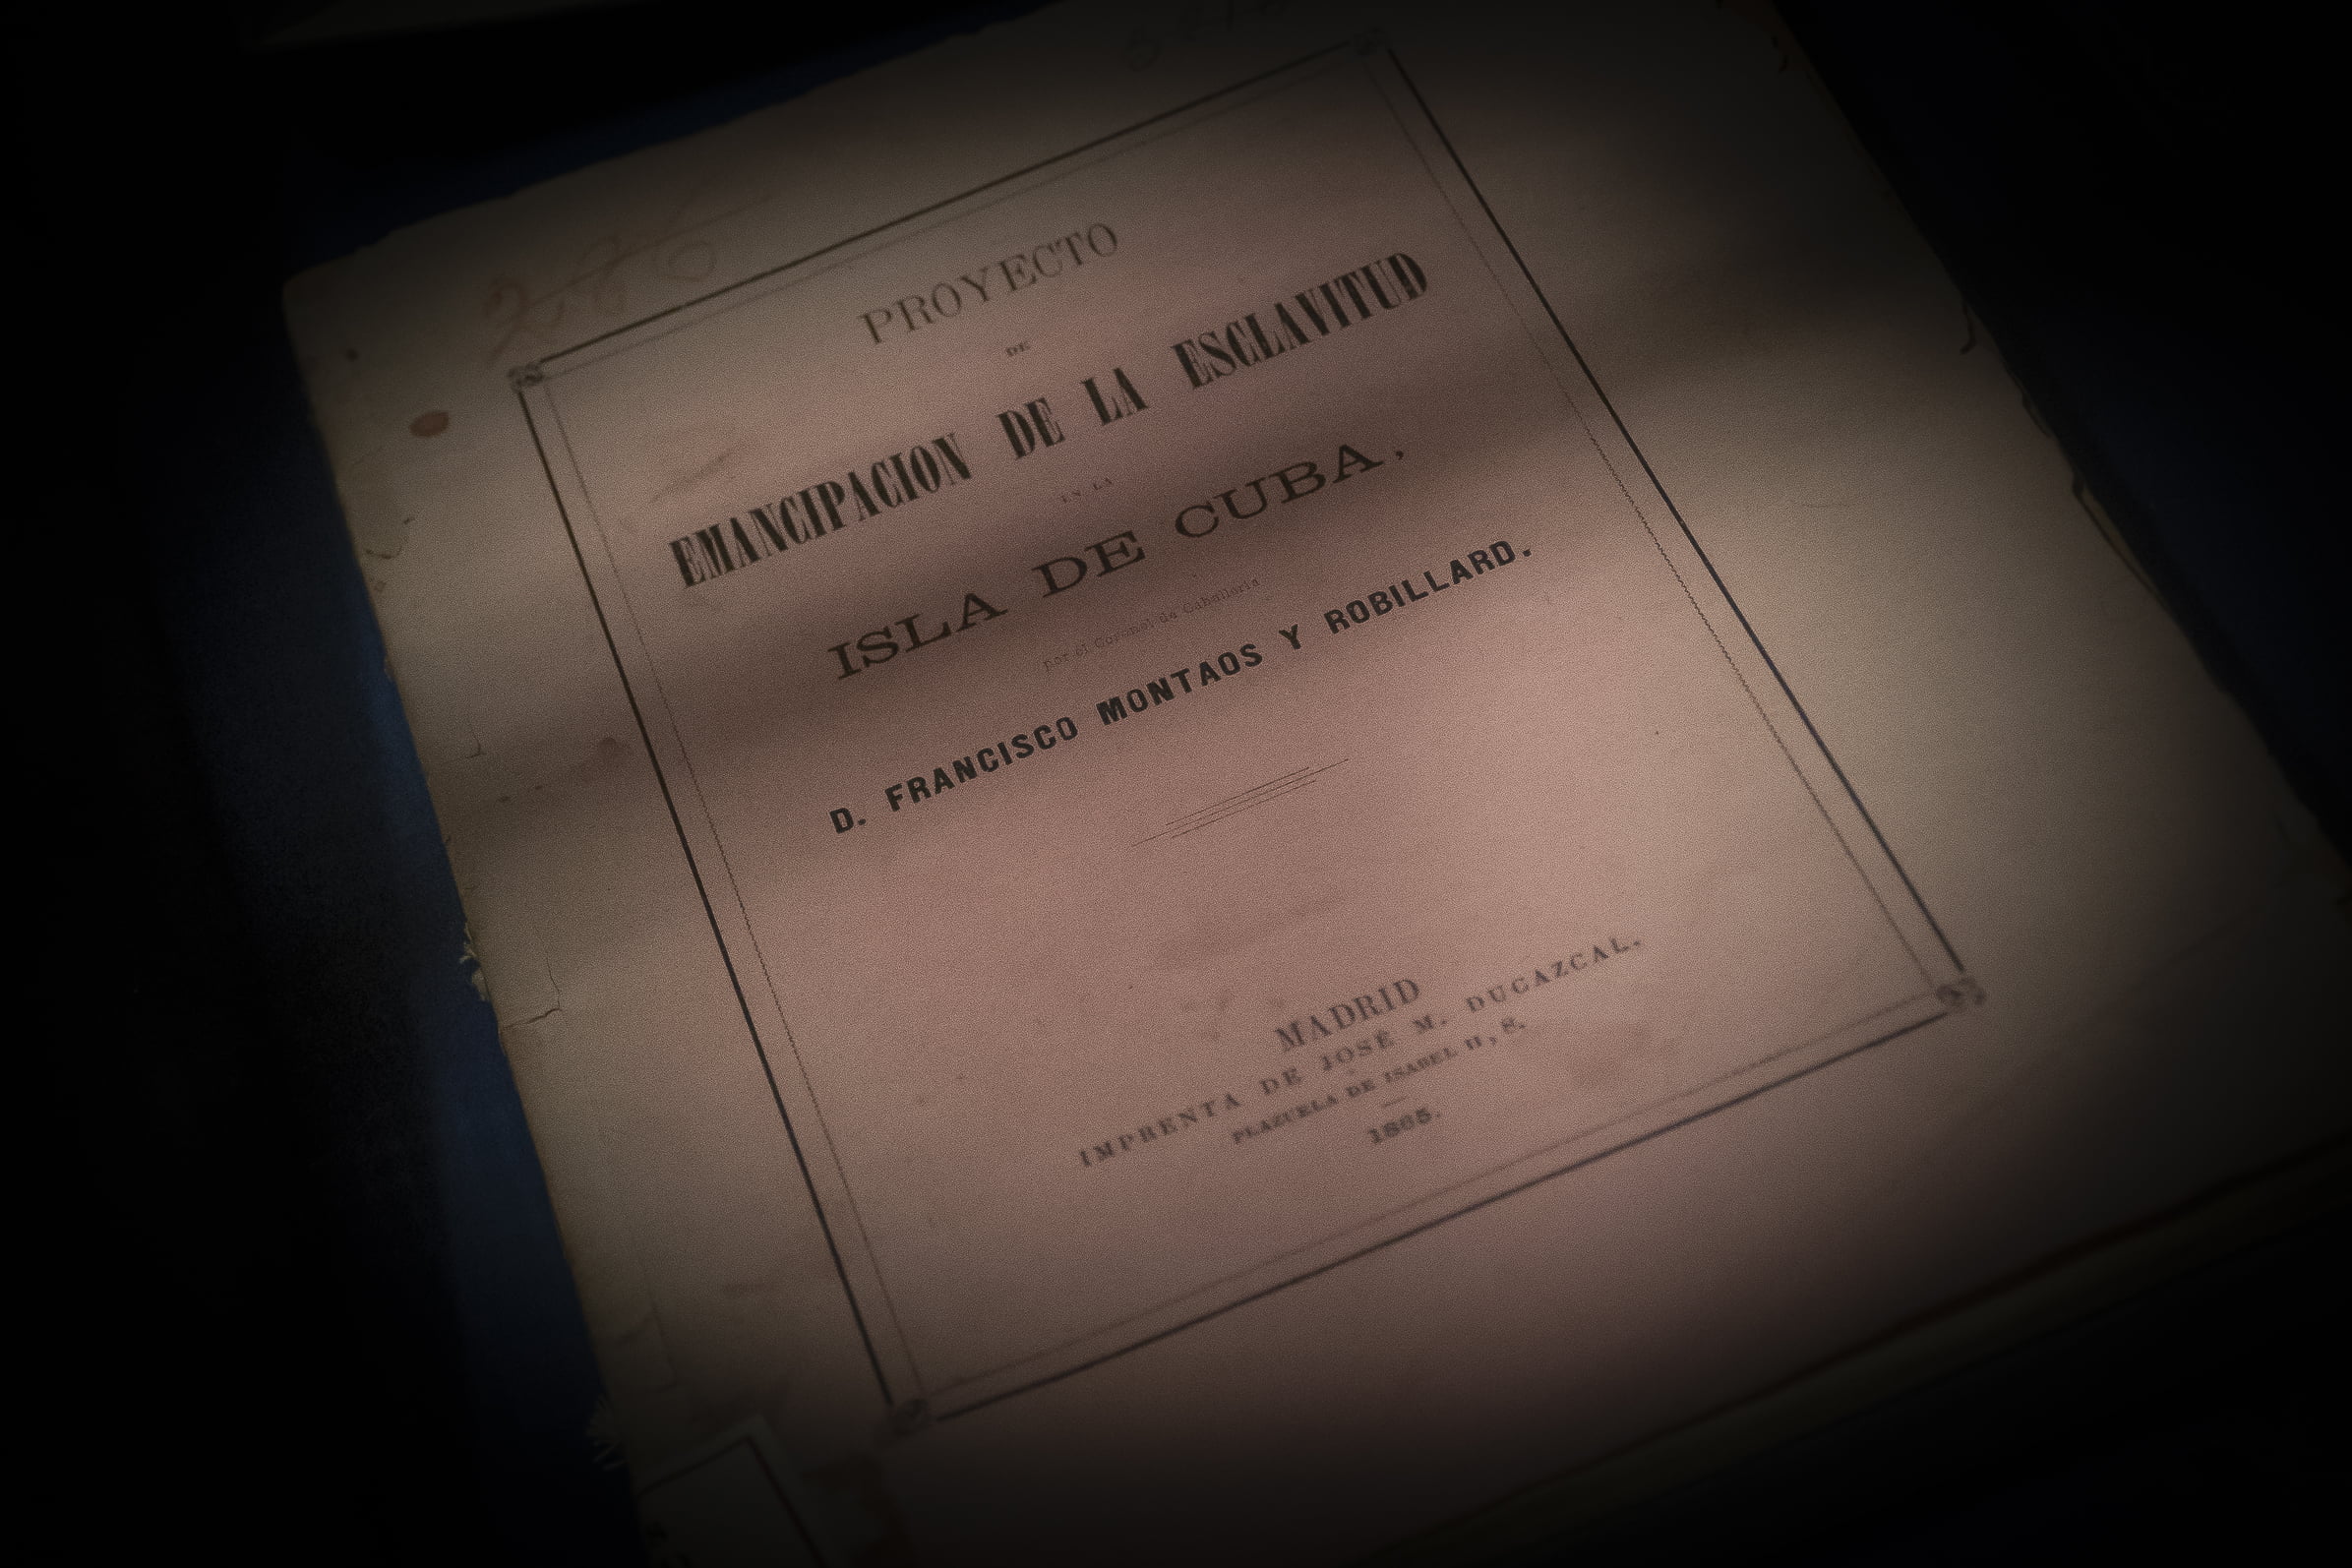 PROYECTO
DE
EMANCIPACION DE LA ESCLAVITUD
EN LA
ISLA DE CUBA,
por el Coronel de Caballería
D. FRANCISCO MONTAOS Y ROBILLARD.
MADRID
IMPRENTA DE JOSÉ M. DUCAZCAL.
PLAZUELA DE ISABEL II, 8.
1865.